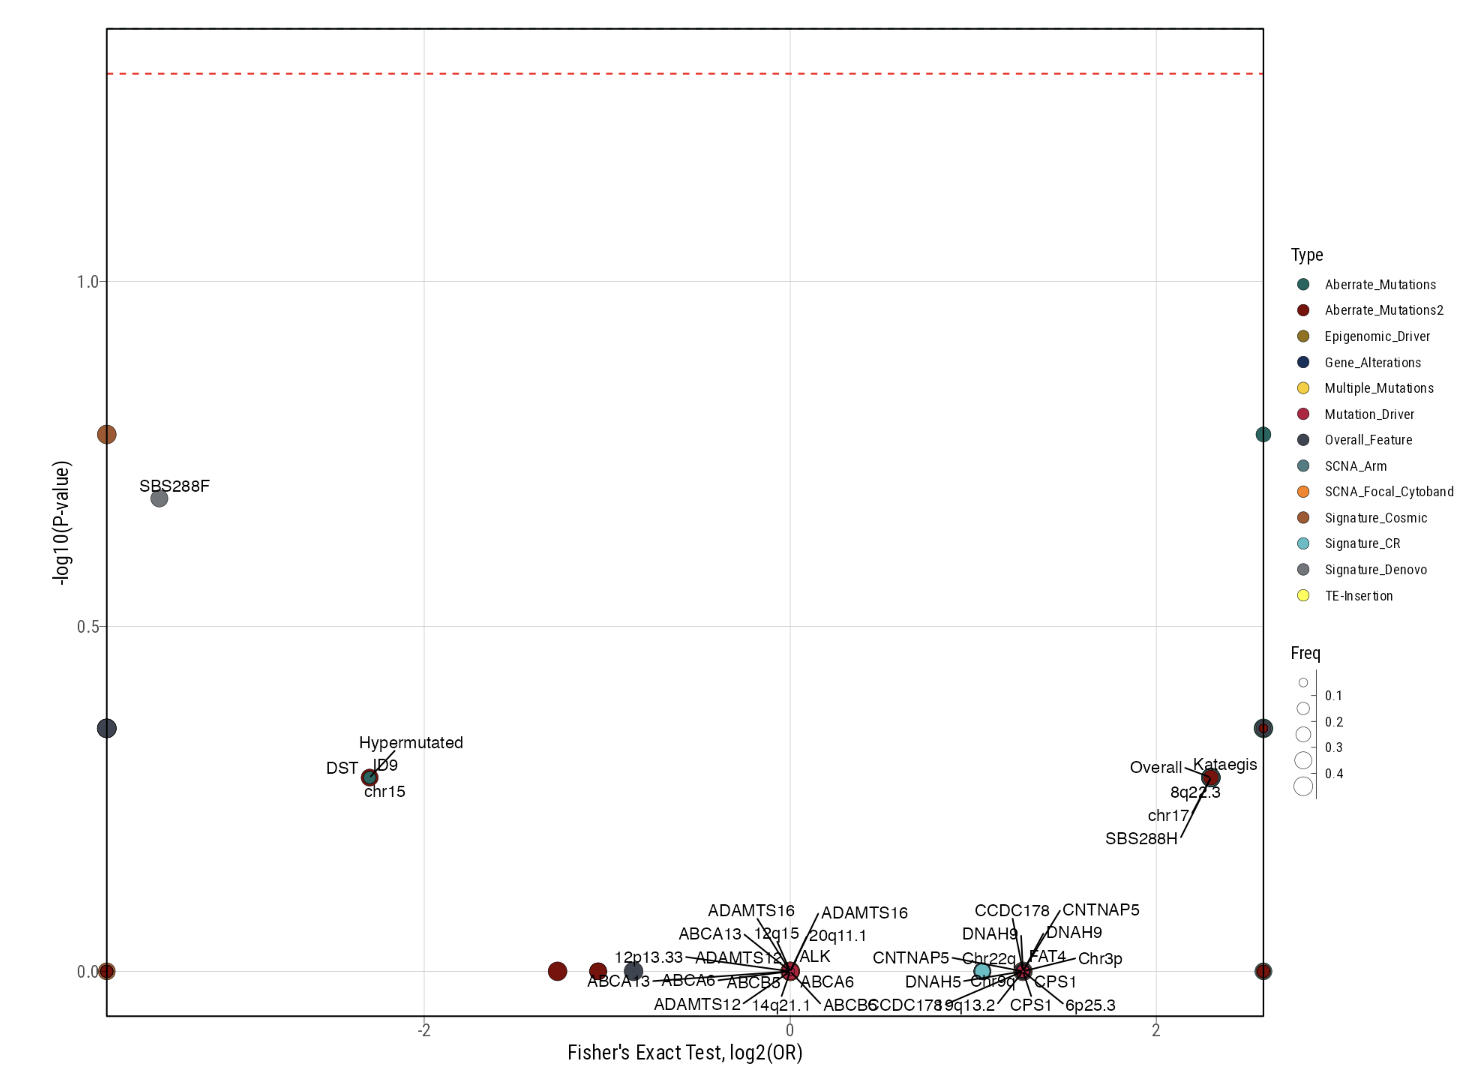 1.0
0.5
0.0
-log10(P-value)
SBS288F
Hypermutated
DST
ID9
chr15
Overall
Kataegis
8q22.3
chr17
SBS288H
ADAMTS16
ADAMTS16
ABCA13
12q15
20q11.1
12p13.33
ADAMTS12
ALK
ABCA13
ABCA6
ABCB5
ABCA6
ADAMTS12
14q21.1
CCDC178
CNTNAP5
DNAH9
DNAH9
CNTNAP5
Chr22q
FAT4
Chr3p
DNAH5
Chr9q
CPS1
ABCB5
CCDC178
19q13.2
CPS1
6p25.3
-2
0
2
Fisher's Exact Test, log2(OR)
Type
Aberrate_Mutations
Aberrate_Mutations2
Epigenomic_Driver
Gene_Alterations
Multiple_Mutations
Mutation_Driver
Overall_Feature
SCNA_Arm
SCNA_Focal_Cytoband
Signature_Cosmic
Signature_CR
Signature_Denovo
TE-Insertion
Freq
0.1
0.2
0.3
0.4